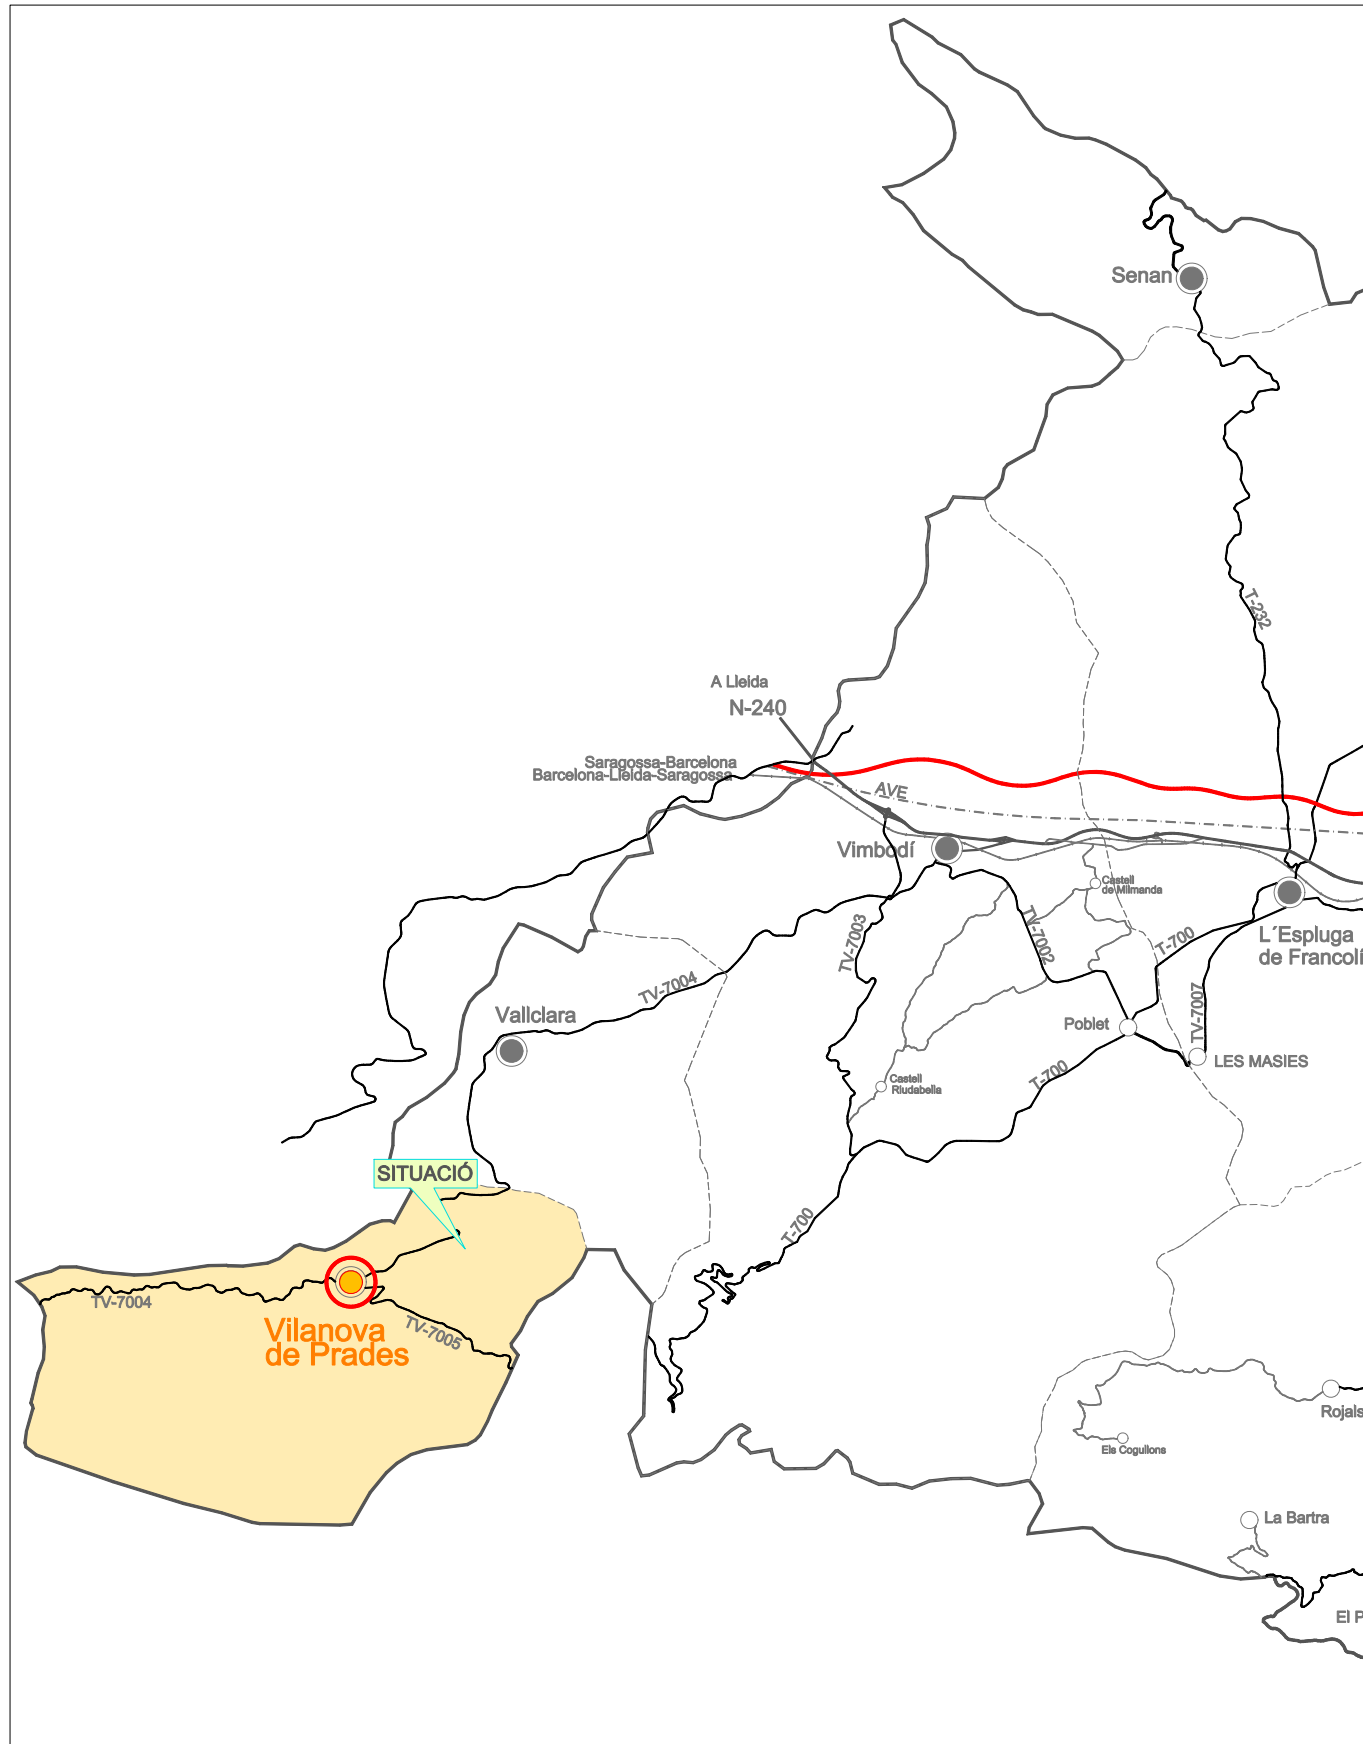 Senan
T-232
A Lleida
N-240
Saragossa-Barcelona
Barcelona-Lleida-Saragossa
AVE
Vimbodí
Castell
de Milmanda
TV-7003
TV-7002
T-700
L´Espluga
de Francolí
TV-7004
TV-7007
Vallclara
Poblet
LES MASIES
Castell
Riudabella
T-700
SITUACIÓ
T-700
TV-7004
TV-7005
Vilanova
de Prades
Rojals
Els Cogullons
La Bartra
El P